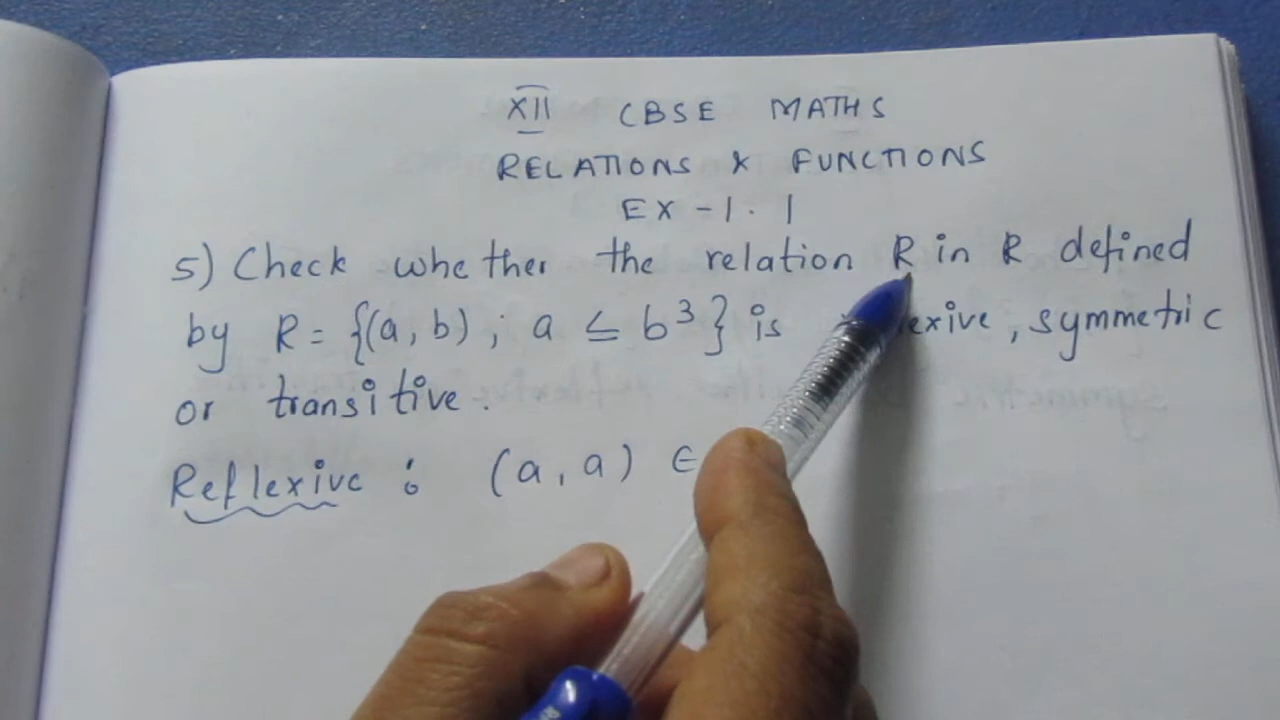 XII CBSE MATHS
RELATIONS & FUNCTIONS
EX - 1 . 1
5) Check whether the relation R in R defined
by R = {(a, b) ; a ≤ b³} is , symmetric
or transitive .
Reflexive : (a, a) ∈